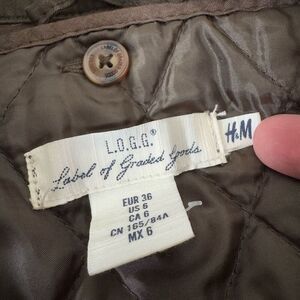 L.O.G.G.®
Label of Graded Goods
H&M
EUR 36
US 6
CA 6
CN 165/84A
MX 6